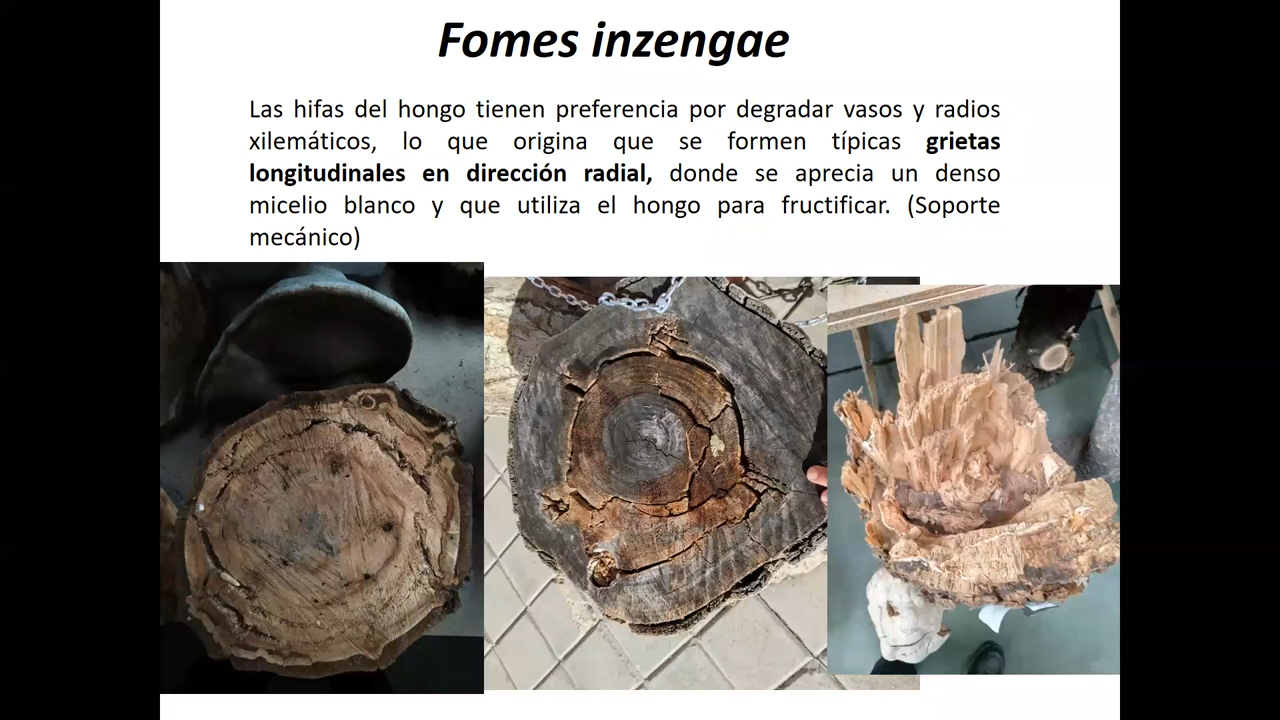 Fomes inzengae
Las hifas del hongo tienen preferencia por degradar vasos y radios
xilemáticos, lo que origina que se formen típicas grietas
longitudinales en dirección radial, donde se aprecia un denso
micelio blanco y que utiliza el hongo para fructificar. (Soporte
mecánico)